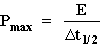 Pmax = E / Δt1/2